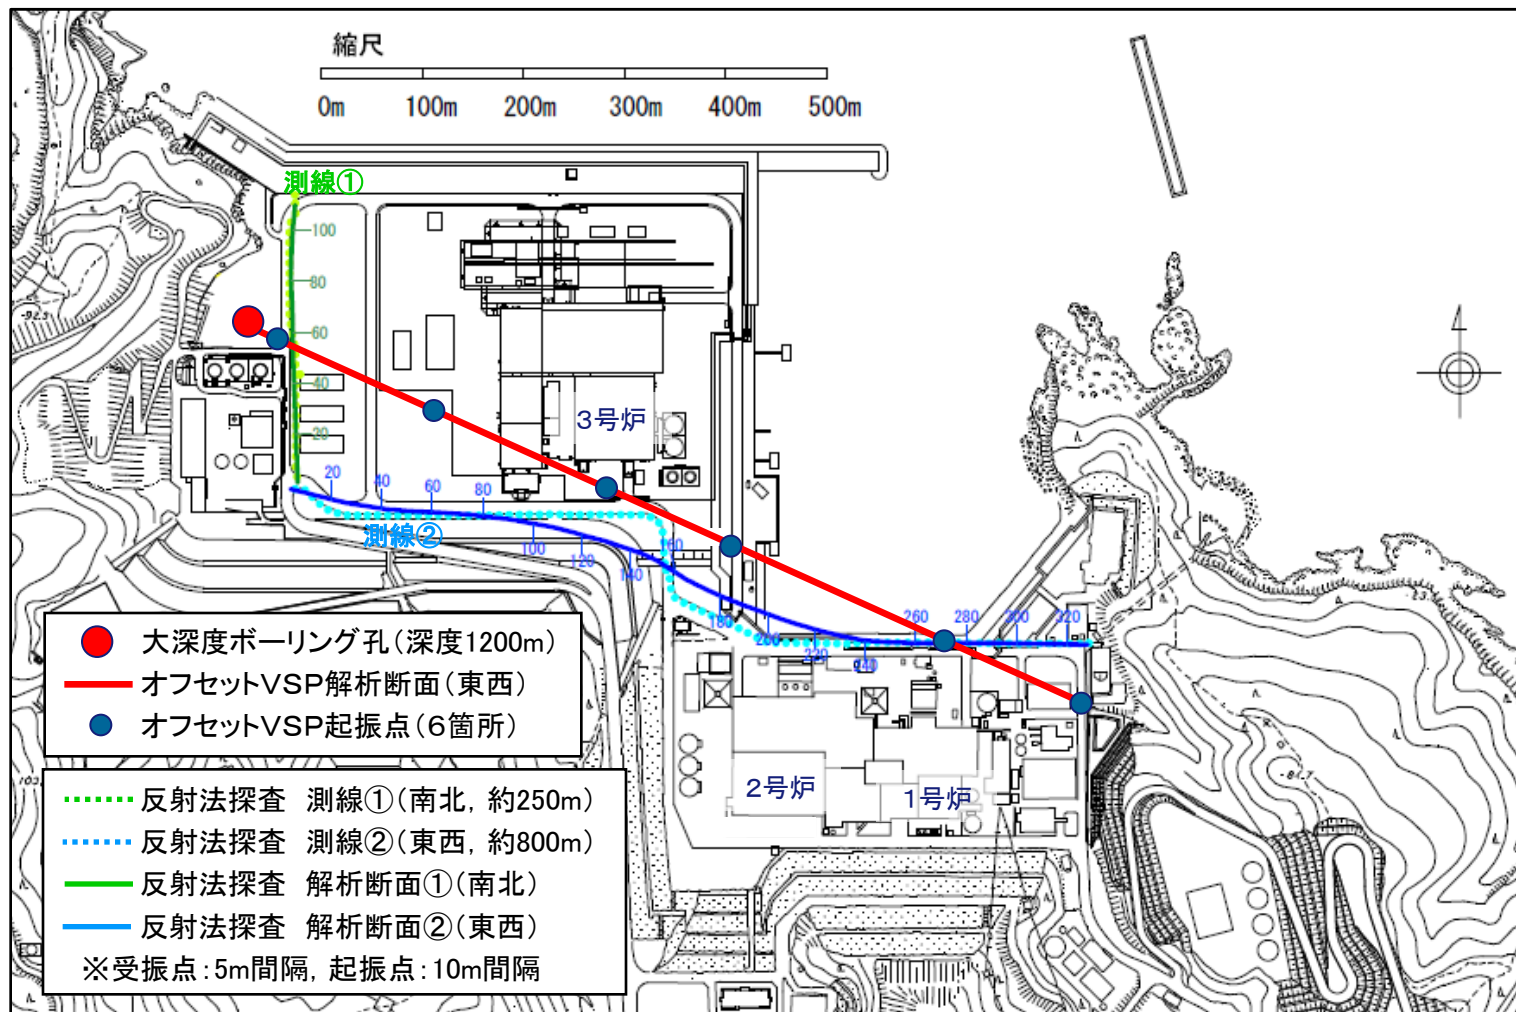 縮尺
0m 100m 200m 300m 400m 500m
測線①
100
80
60
40
20
3号炉
20 40 60 80
100 120 140 160
測線②
180 200 220 240
260 280 300 320
2号炉
1号炉
大深度ボーリング孔(深度1200m)
オフセットVSP解析断面(東西)
オフセットVSP起振点(6箇所)
反射法探査 測線①(南北, 約250m)
反射法探査 測線②(東西, 約800m)
反射法探査 解析断面①(南北)
反射法探査 解析断面②(東西)
※受振点:5m間隔, 起振点:10m間隔